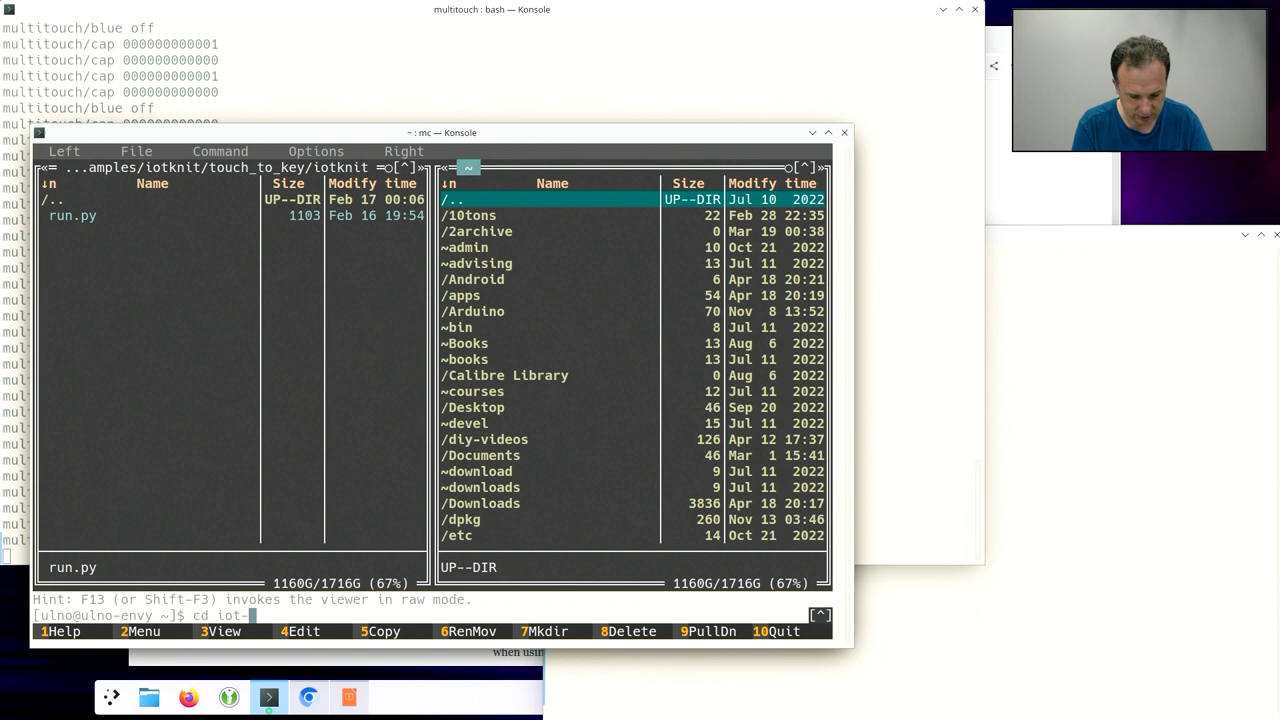 multitouch : bash — Konsole
multitouch/blue off
multitouch/cap 000000000001
multitouch/cap 000000000000
multitouch/cap 000000000001
multitouch/cap 000000000000
multitouch/blue off
~ : mc — Konsole
Left File Command Options Right
...amples/iotknit/touch_to_key/iotknit
↓n Name Size Modify time
/.. UP--DIR Feb 17 00:06
run.py 1103 Feb 16 19:54
run.py
1160G/1716G (67%)
~
↓n Name Size Modify time
/.. UP--DIR Jul 10 2022
/10tons 22 Feb 28 22:35
/2archive 0 Mar 19 00:38
~admin 10 Oct 21 2022
~advising 13 Jul 11 2022
/Android 6 Apr 18 20:21
/apps 54 Apr 18 20:19
/Arduino 70 Nov 8 13:52
~bin 8 Jul 11 2022
~Books 13 Aug 6 2022
~books 13 Jul 11 2022
/Calibre Library 0 Aug 6 2022
~courses 12 Jul 11 2022
/Desktop 46 Sep 20 2022
~devel 15 Jul 11 2022
/diy-videos 126 Apr 12 17:37
/Documents 46 Mar 1 15:41
~download 9 Jul 11 2022
~downloads 9 Jul 11 2022
/Downloads 3836 Apr 18 20:17
/dpkg 260 Nov 13 03:46
/etc 14 Oct 21 2022
UP--DIR
1160G/1716G (67%)
Hint: F13 (or Shift-F3) invokes the viewer in raw mode.
[ulno@ulno-envy ~]$ cd iot- [^]
1Help 2Menu 3View 4Edit 5Copy 6RenMov 7Mkdir 8Delete 9PullDn 10Quit
when usin